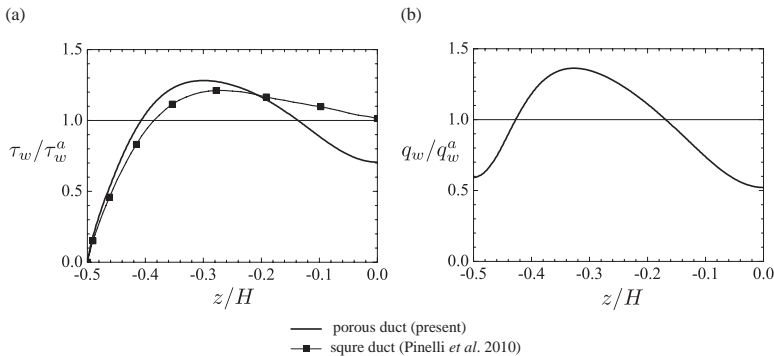 (a)
(b)
1.5
1.0
τw/τw^a
0.5
0.0
-0.5 -0.4 -0.3 -0.2 -0.1 0.0
z/H
1.5
1.0
qw/qw^a
0.5
0.0
-0.5 -0.4 -0.3 -0.2 -0.1 0.0
z/H
porous duct (present)
squre duct (Pinelli et al. 2010)